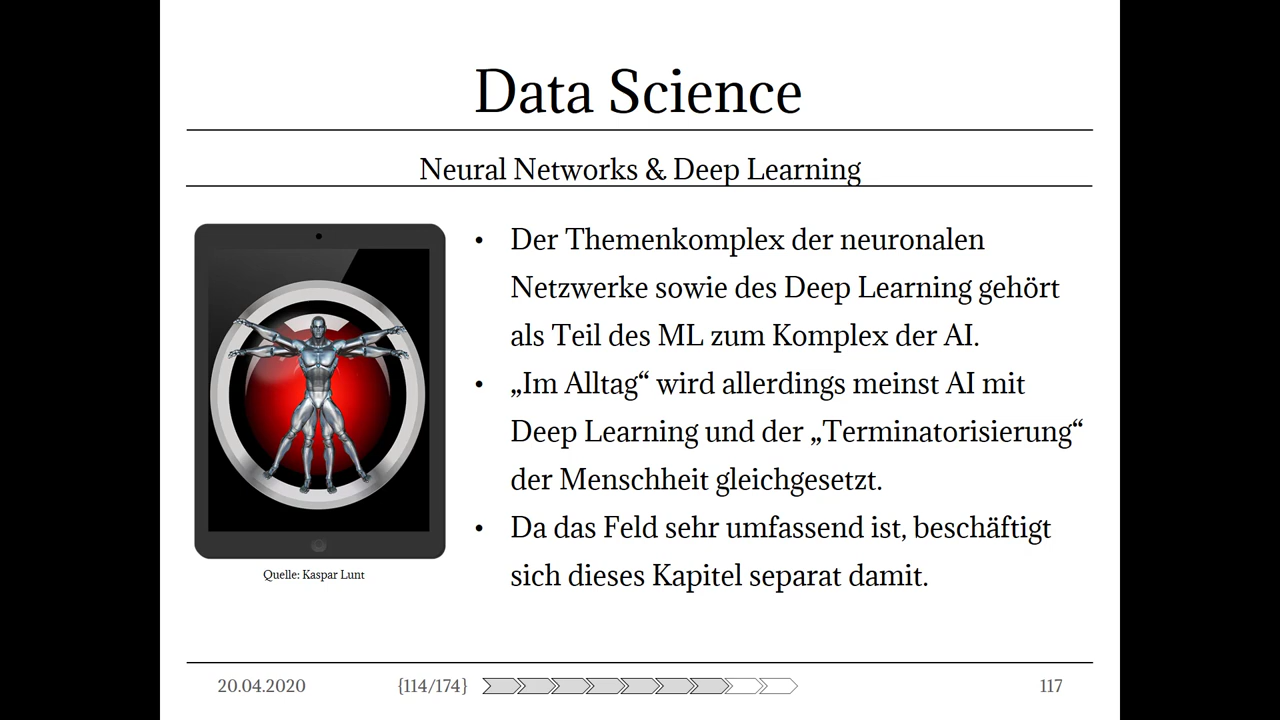 Data Science
Neural Networks & Deep Learning
• Der Themenkomplex der neuronalen
Netzwerke sowie des Deep Learning gehört
als Teil des ML zum Komplex der AI.
• „Im Alltag“ wird allerdings meinst AI mit
Deep Learning und der „Terminatorisierung“
der Menschheit gleichgesetzt.
• Da das Feld sehr umfassend ist, beschäftigt
sich dieses Kapitel separat damit.
Quelle: Kaspar Lunt
20.04.2020 {114/174} 117